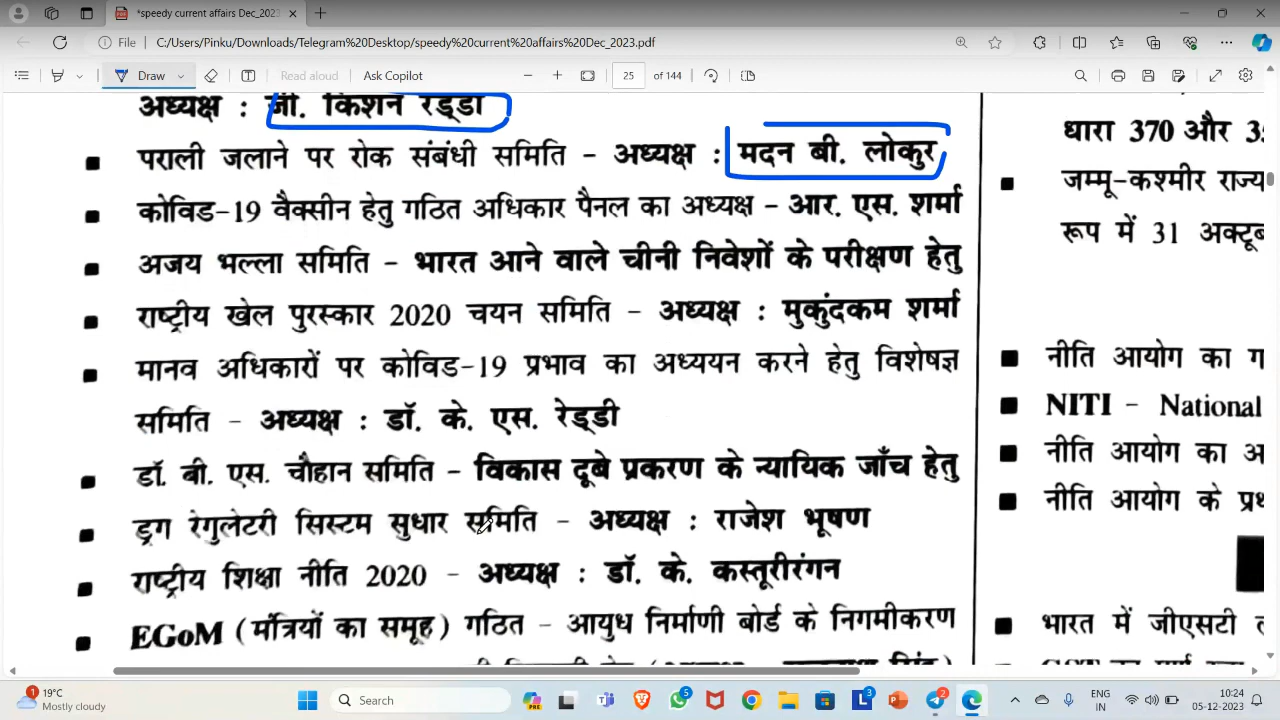 *speedy current affairs Dec_2023
File
C:/Users/Pinku/Downloads/Telegram%20Desktop/speedy%20current%20affairs%20Dec_2023.pdf
Draw
Read aloud
Ask Copilot
25 of 144
अध्यक्ष : जी. किशन रेड्डी
■ पराली जलाने पर रोक संबंधी समिति – अध्यक्ष : मदन बी. लोकुर
■ कोविड-19 वैक्सीन हेतु गठित अधिकार पैनल का अध्यक्ष – आर. एस. शर्मा
■ अजय भल्ला समिति – भारत आने वाले चीनी निवेशों के परीक्षण हेतु
■ राष्ट्रीय खेल पुरस्कार 2020 चयन समिति – अध्यक्ष : मुकुंदकम शर्मा
■ मानव अधिकारों पर कोविड-19 प्रभाव का अध्ययन करने हेतु विशेषज्ञ
समिति – अध्यक्ष : डॉ. के. एस. रेड्डी
■ डॉ. बी. एस. चौहान समिति – विकास दूबे प्रकरण के न्यायिक जाँच हेतु
■ ड्रग रेगुलेटरी सिस्टम सुधार समिति – अध्यक्ष : राजेश भूषण
■ राष्ट्रीय शिक्षा नीति 2020 – अध्यक्ष : डॉ. के. कस्तूरीरंगन
■ EGoM (मंत्रियों का समूह) गठित – आयुध निर्माणी बोर्ड के निगमीकरण
धारा 370 और 3
■ जम्मू-कश्मीर राज्य
रूप में 31 अक्टू
■ नीति आयोग का ग
■ NITI – National
■ नीति आयोग का अ
■ नीति आयोग के प्र
■ भारत में जीएसटी
19°C
Mostly cloudy
Search
ENG
IN
10:24
05-12-2023